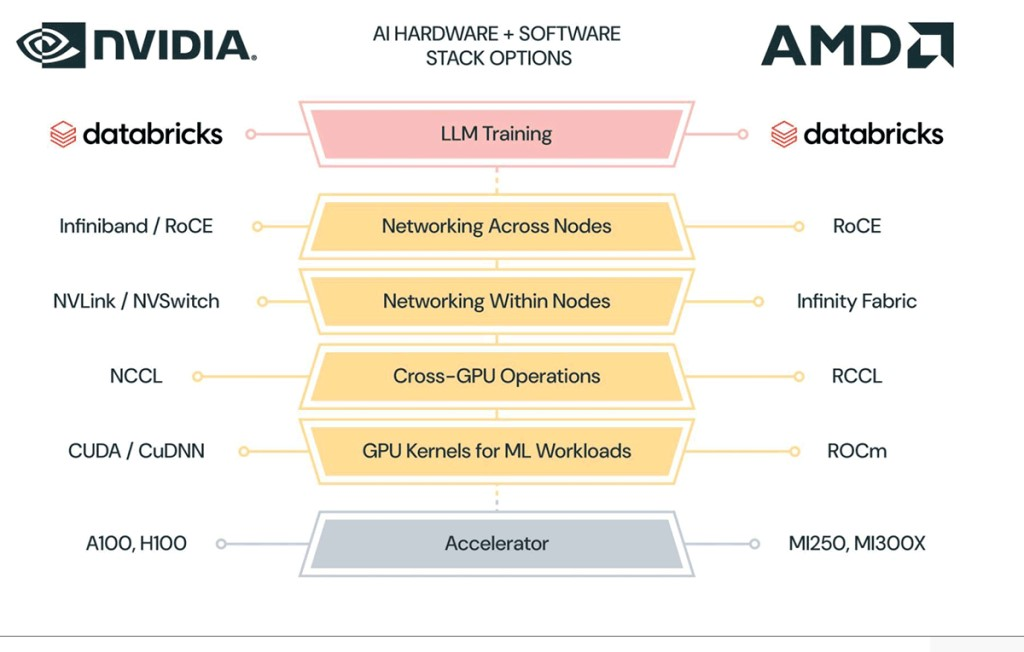 NVIDIA.
AI HARDWARE + SOFTWARE
STACK OPTIONS
AMD
databricks
LLM Training
databricks
Infiniband / RoCE
Networking Across Nodes
RoCE
NVLink / NVSwitch
Networking Within Nodes
Infinity Fabric
NCCL
Cross-GPU Operations
RCCL
CUDA / CuDNN
GPU Kernels for ML Workloads
ROCm
A100, H100
Accelerator
MI250, MI300X